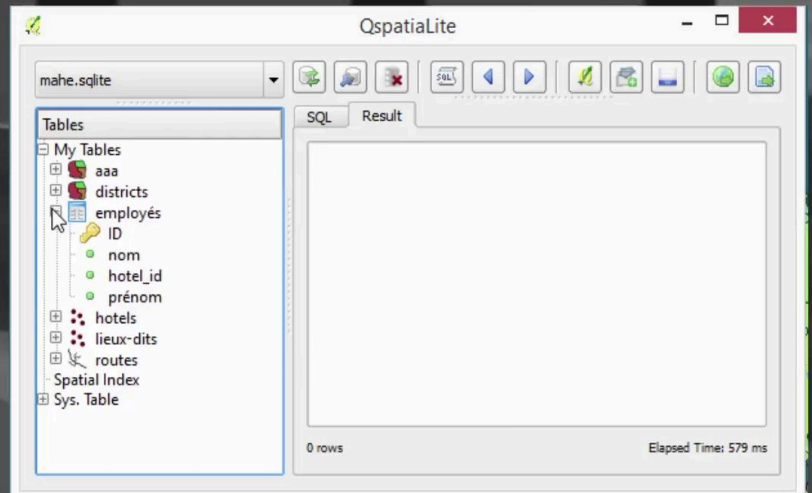 QspatiaLite
mahe.sqlite
SQL
Tables
SQL
Result
My Tables
aaa
districts
employés
ID
nom
hotel_id
prénom
hotels
lieux-dits
routes
Spatial Index
Sys. Table
0 rows
Elapsed Time: 579 ms